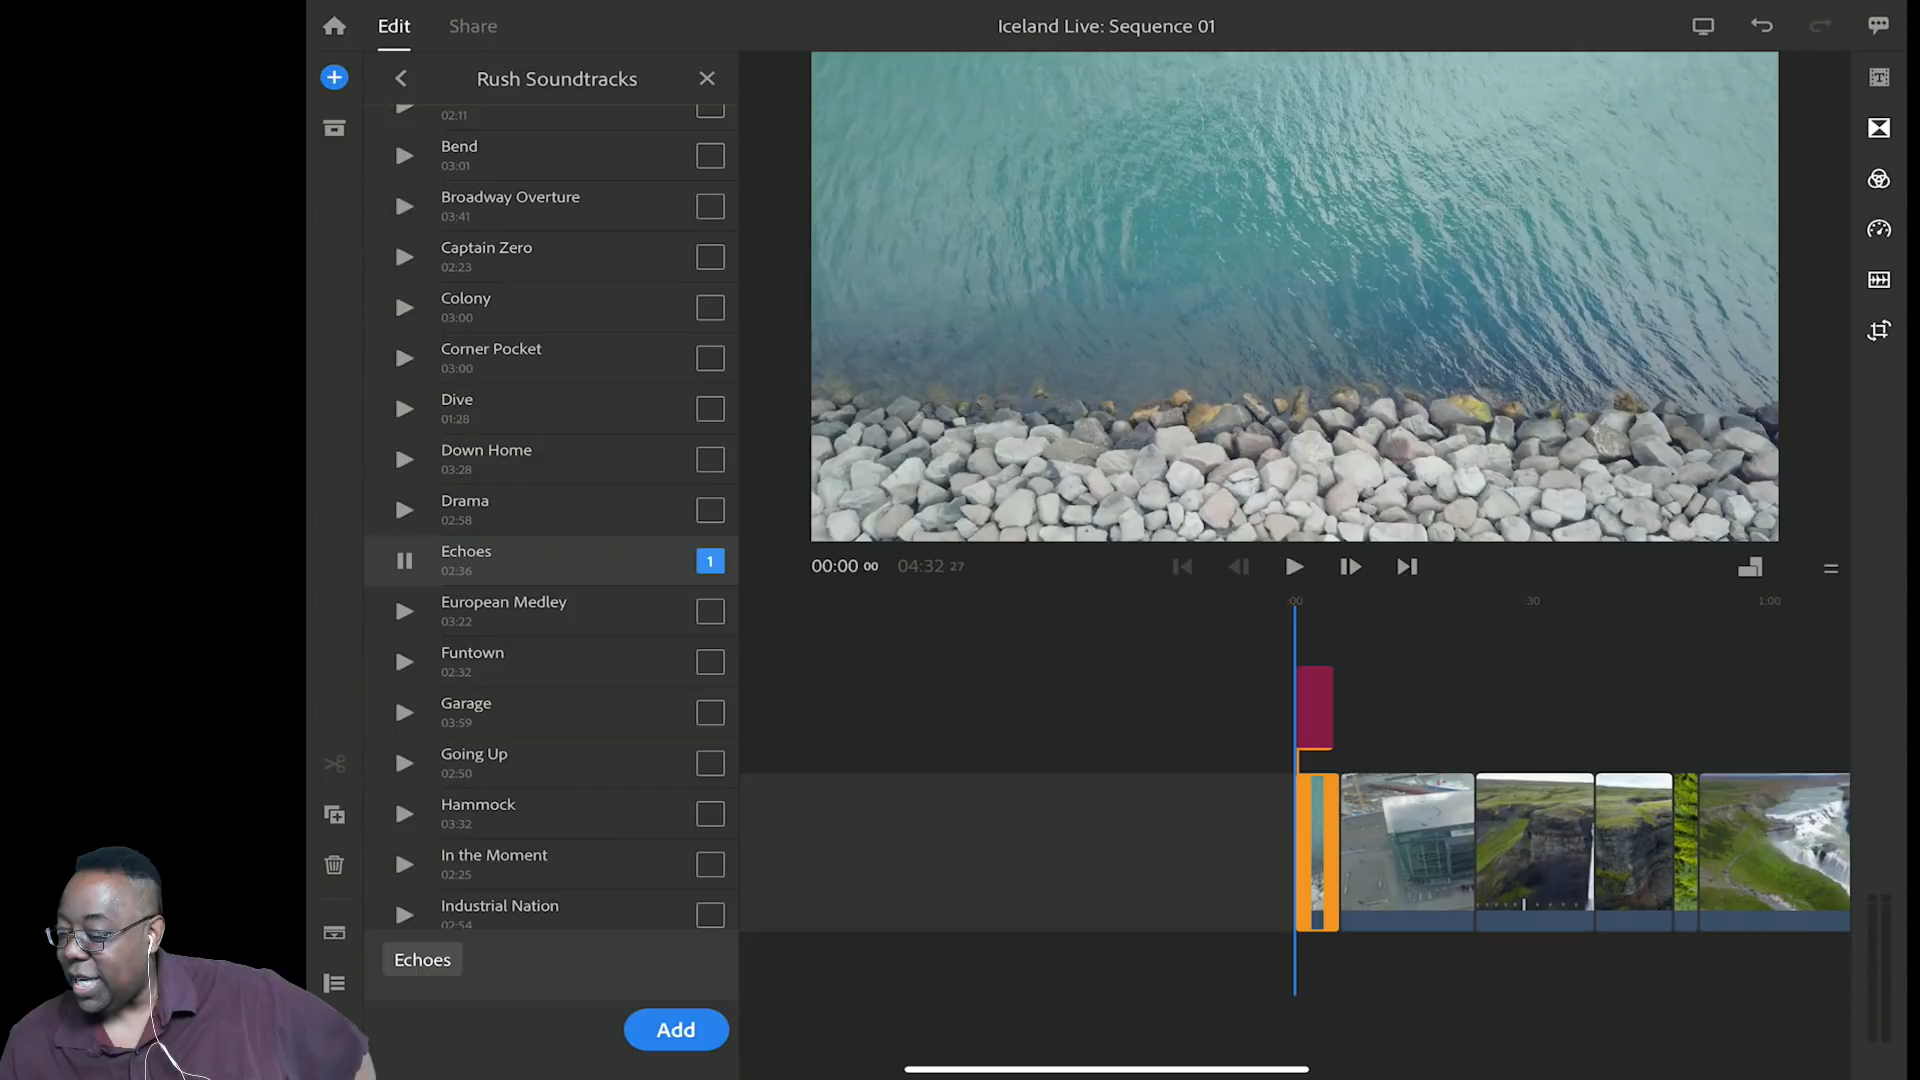 Edit
Share
Iceland Live: Sequence 01
Rush Soundtracks
02:11
Bend
03:01
Broadway Overture
03:41
Captain Zero
02:23
Colony
03:00
Corner Pocket
03:00
Dive
01:28
Down Home
03:28
Drama
02:58
Echoes
02:36
1
European Medley
03:22
Funtown
02:32
Garage
03:59
Going Up
02:50
Hammock
03:32
In the Moment
02:25
Industrial Nation
02:54
Echoes
Add
00:00 00
04:32 27
:00
:30
1:00
T